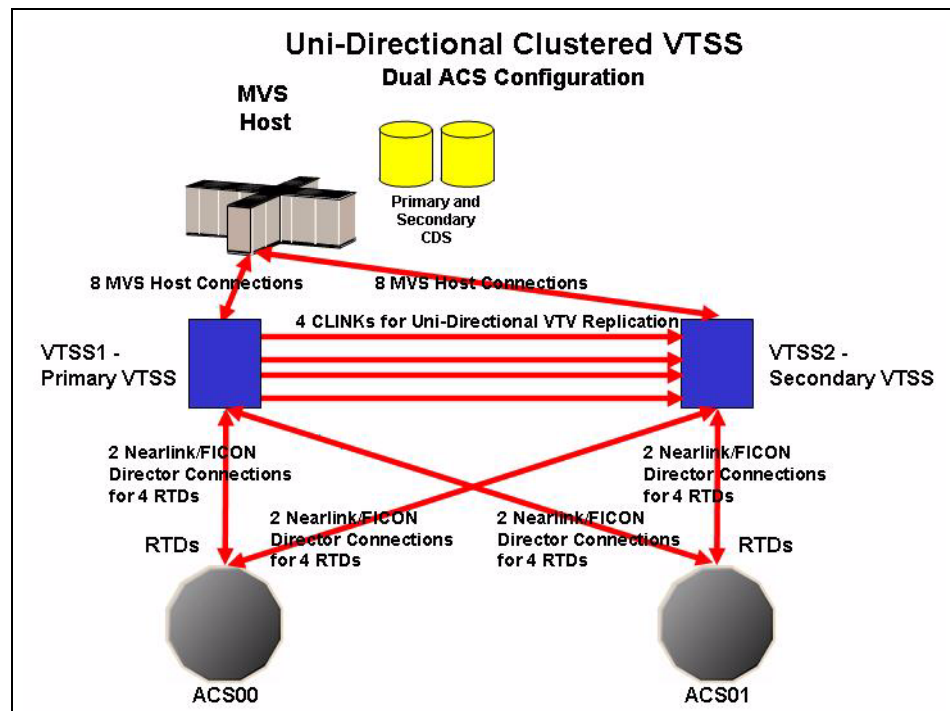 Uni-Directional Clustered VTSS
Dual ACS Configuration
MVS
Host
Primary and
Secondary
CDS
8 MVS Host Connections
8 MVS Host Connections
4 CLINKs for Uni-Directional VTV Replication
VTSS1 -
Primary VTSS
VTSS2 -
Secondary VTSS
2 Nearlink/FICON
Director Connections
for 4 RTDs
2 Nearlink/FICON
Director Connections
for 4 RTDs
2 Nearlink/FICON
Director Connections
for 4 RTDs
2 Nearlink/FICON
Director Connections
for 4 RTDs
RTDs
RTDs
ACS00
ACS01